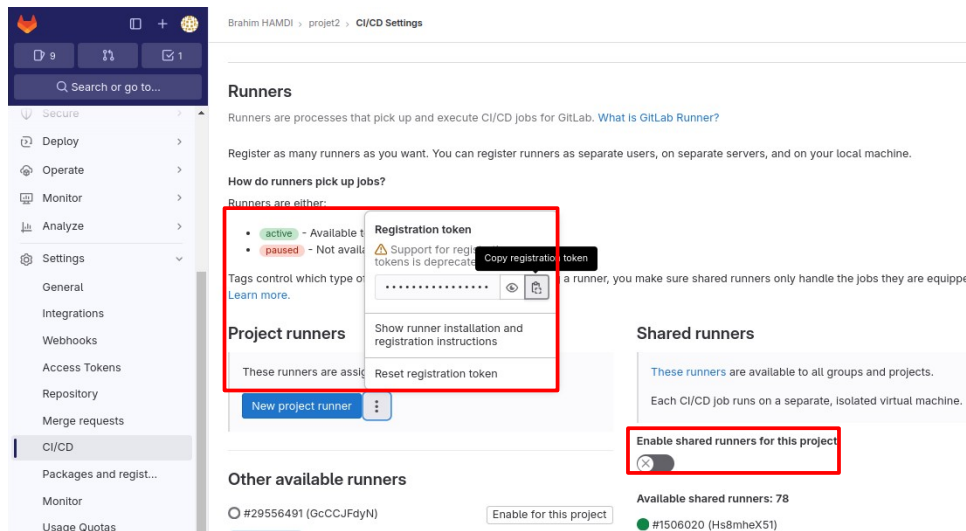 Brahim HAMDI > projet2 > CI/CD Settings
9
1
Search or go to...
Secure
Deploy
Operate
Monitor
Analyze
Settings
General
Integrations
Webhooks
Access Tokens
Repository
Merge requests
CI/CD
Packages and regist...
Monitor
Usage Quotas
Runners
Runners are processes that pick up and execute CI/CD jobs for GitLab. What is GitLab Runner?
Register as many runners as you want. You can register runners as separate users, on separate servers, and on your local machine.
How do runners pick up jobs?
Runners are either:
active - Available t
paused - Not availa
Registration token
Support for regis
tokens is deprecate
Copy registration token
Tags control which type of
a runner, you make sure shared runners only handle the jobs they are equippe
Learn more.
Show runner installation and
registration instructions
Reset registration token
Project runners
These runners are assig
New project runner
Other available runners
#29556491 (GcCCJFdyN)
Enable for this project
Shared runners
These runners are available to all groups and projects.
Each CI/CD job runs on a separate, isolated virtual machine.
Enable shared runners for this project
Available shared runners: 78
#1506020 (Hs8mheX51)